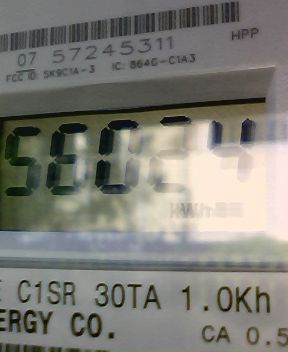 07 57245311
HPP
FCC ID: SK9C1A-3 IC: 864G-C1A3
kWh
C1SR 30TA 1.0Kh
ERGY CO.
CA 0.5